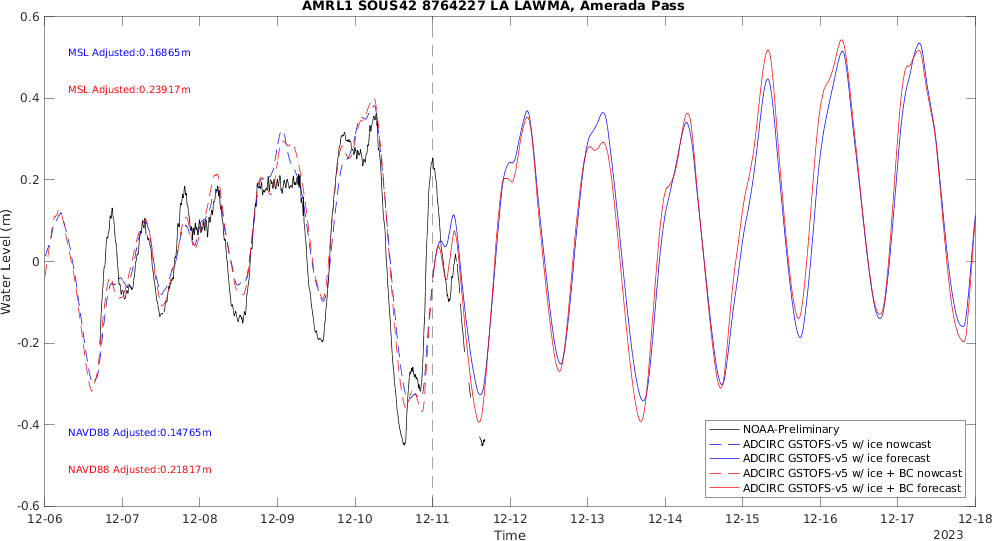 AMRL1 SOUS42 8764227 LA LAWMA, Amerada Pass
MSL Adjusted:0.16865m
MSL Adjusted:0.23917m
NAVD88 Adjusted:0.14765m
NAVD88 Adjusted:0.21817m
Water Level (m)
0.6
0.4
0.2
0
-0.2
-0.4
-0.6
NOAA-Preliminary
ADCIRC GSTOFS-v5 w/ ice nowcast
ADCIRC GSTOFS-v5 w/ ice forecast
ADCIRC GSTOFS-v5 w/ ice + BC nowcast
ADCIRC GSTOFS-v5 w/ ice + BC forecast
12-06 12-07 12-08 12-09 12-10 12-11 12-12 12-13 12-14 12-15 12-16 12-17 12-18
Time
2023